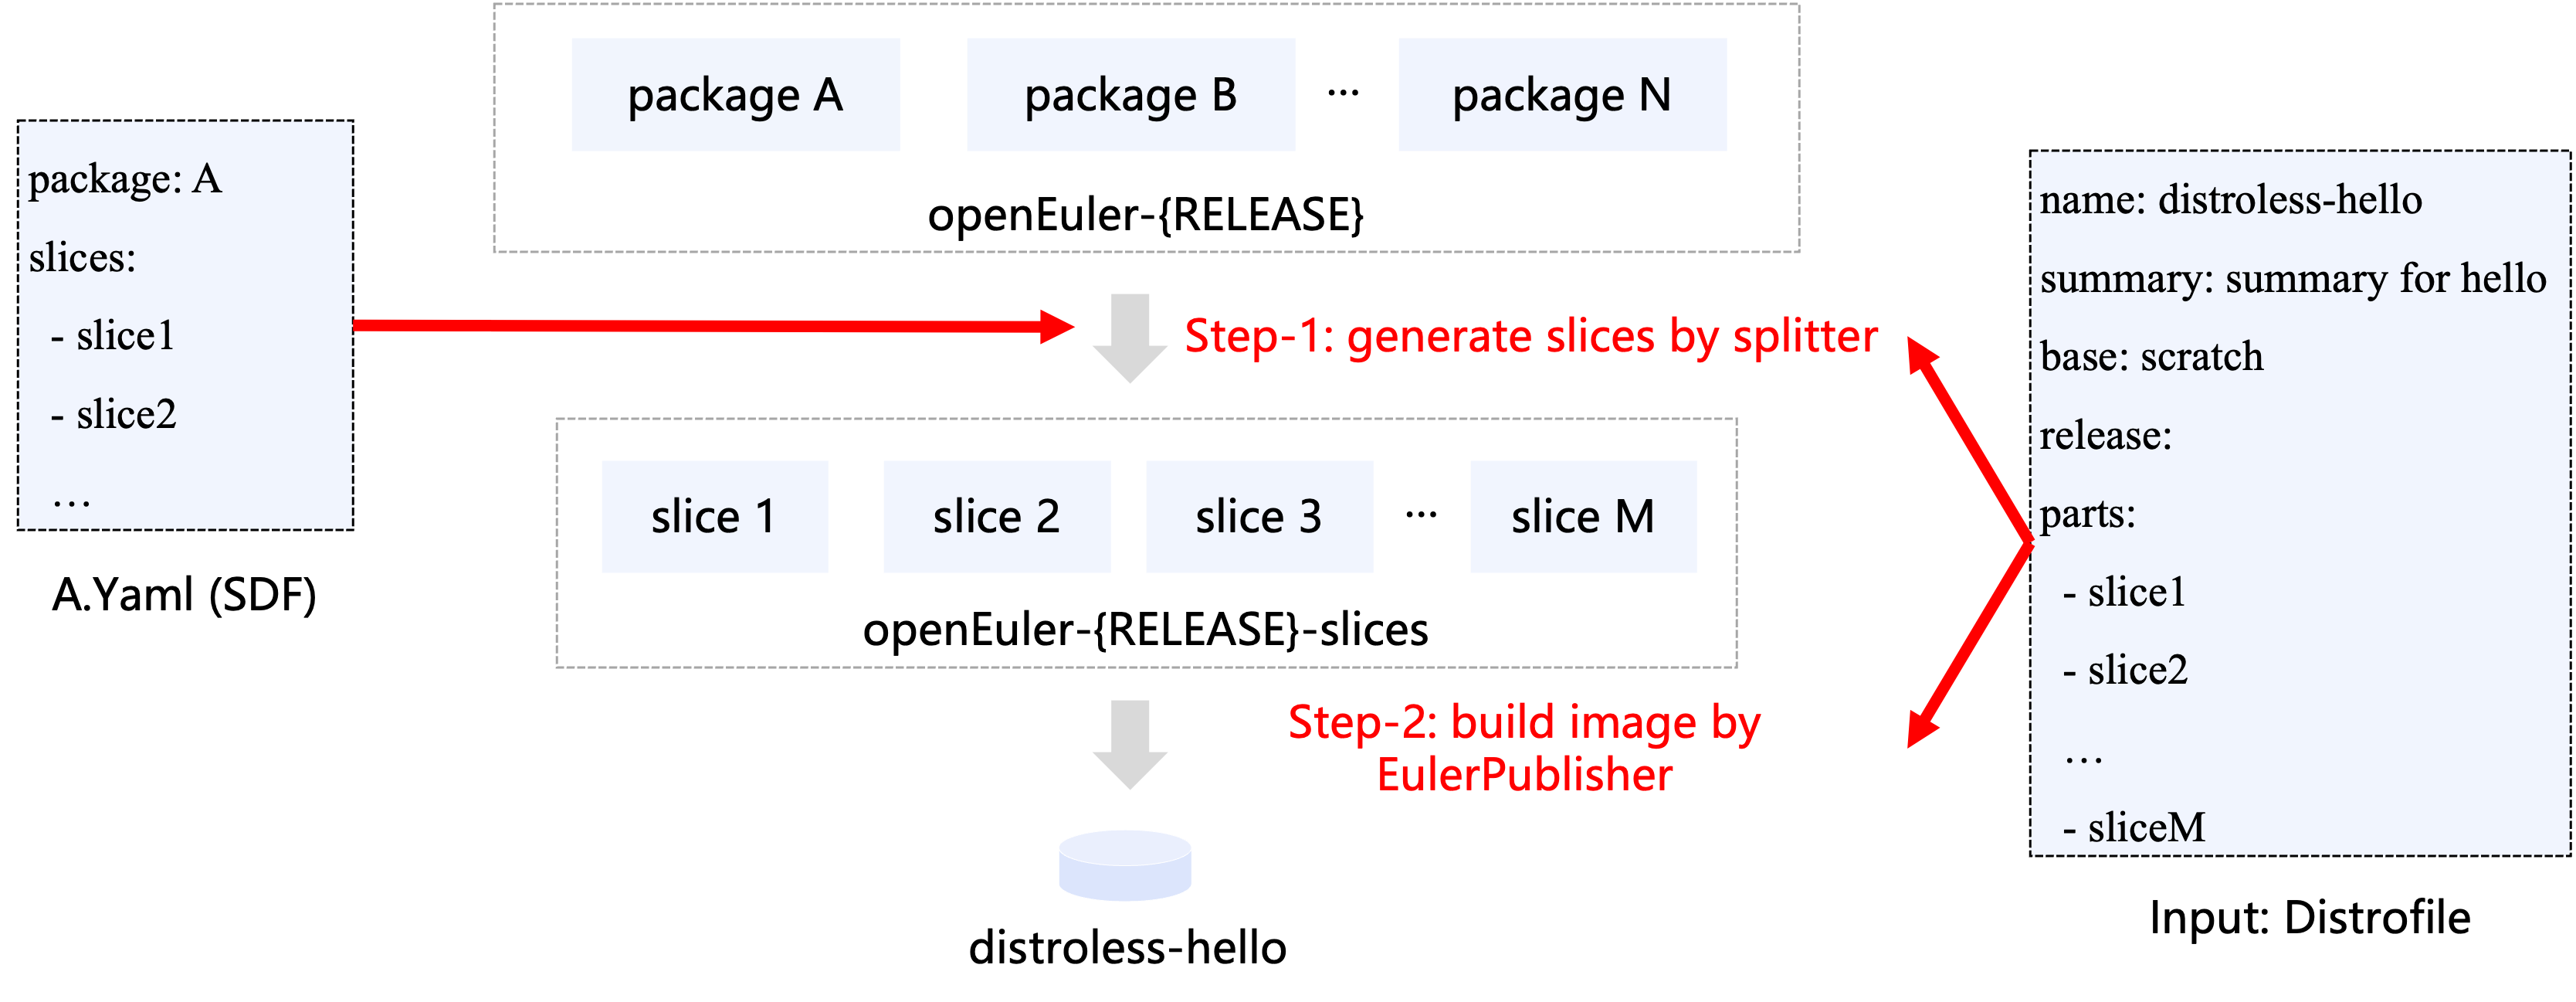 package: A
slices:
- slice1
- slice2
…
A.Yaml (SDF)
package A
package B
...
package N
openEuler-{RELEASE}
Step-1: generate slices by splitter
slice 1
slice 2
slice 3
...
slice M
openEuler-{RELEASE}-slices
Step-2: build image by
EulerPublisher
distroless-hello
name: distroless-hello
summary: summary for hello
base: scratch
release:
parts:
- slice1
- slice2
…
- sliceM
Input: Distrofile